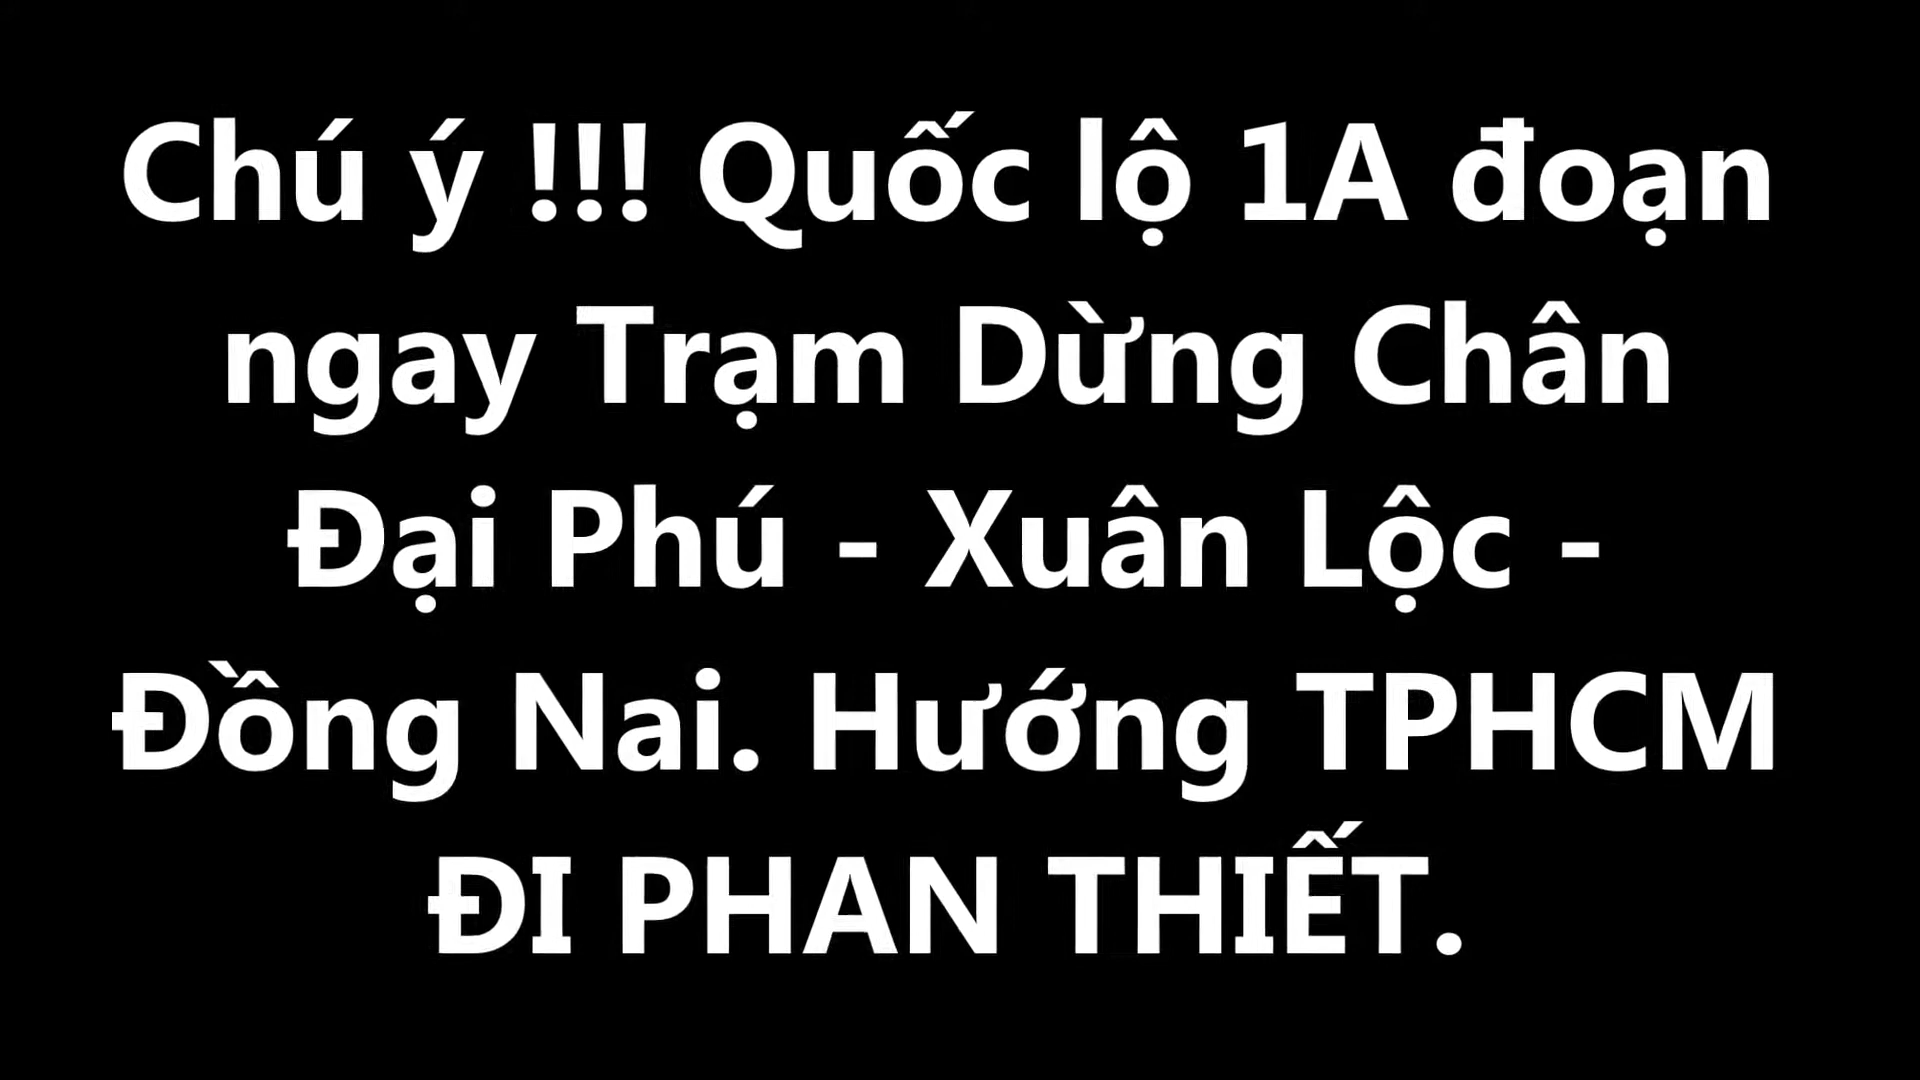 Chú ý !!! Quốc lộ 1A đoạn
ngay Trạm Dừng Chân
Đại Phú - Xuân Lộc -
Đồng Nai. Hướng TPHCM
ĐI PHAN THIẾT.